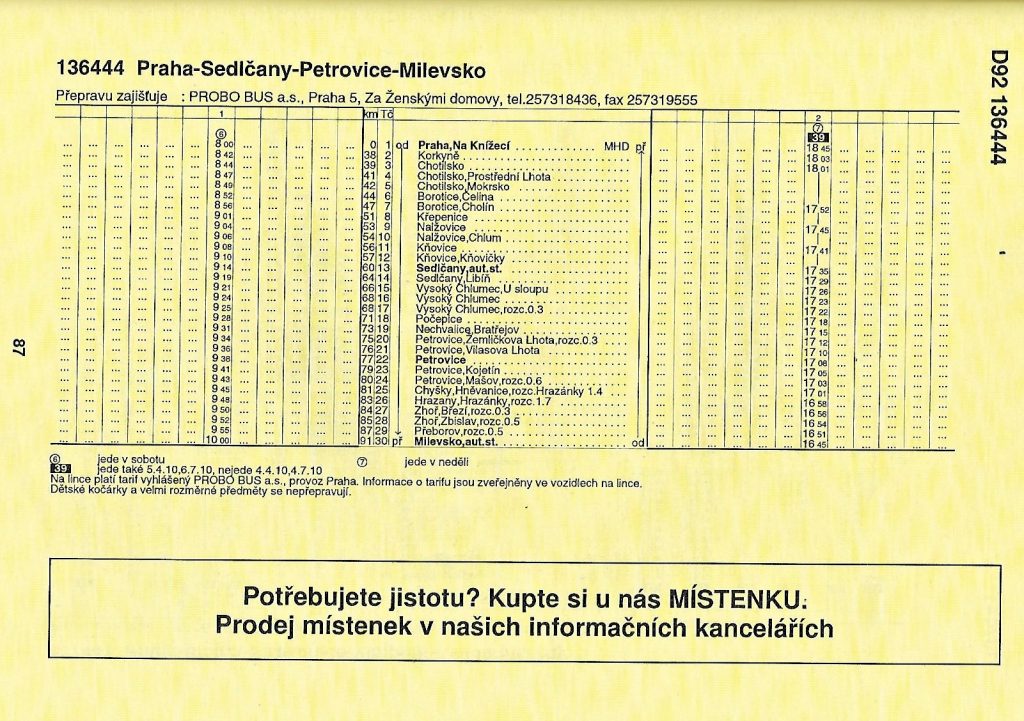 136444 Praha-Sedlčany-Petrovice-Milevsko
D92 136444
Přepravu zajišťuje : PROBO BUS a.s., Praha 5, Za Ženskými domovy, tel.257318436, fax 257319555
1 km Tč 2
⑥ ⑦
39
8 00 0 1 od Praha,Na Knížecí MHD př 18 45
8 42 38 2 Korkyně 18 03
8 44 39 3 Chotilsko 18 01
8 47 41 4 Chotilsko,Prostřední Lhota
8 49 42 5 Chotilsko,Mokrsko
8 52 44 6 Borotice,Čelina
8 56 47 7 Borotice,Cholín 17 52
9 01 51 8 Křepenice
9 04 53 9 Nalžovice 17 45
9 06 54 10 Nalžovice,Chlum
9 08 56 11 Kňovice 17 41
9 10 57 12 Kňovice,Kňovičky
9 14 60 13 Sedlčany,aut.st. 17 35
9 19 64 14 Sedlčany,Libíň 17 29
9 21 66 15 Vysoký Chlumec,U sloupu 17 26
9 24 68 16 Vysoký Chlumec 17 23
9 25 68 17 Vysoký Chlumec,rozc.0.3 17 22
9 28 71 18 Počepice 17 18
9 31 73 19 Nechvalice,Bratřejov 17 15
9 34 75 20 Petrovice,Žemličkova Lhota,rozc.0.3 17 12
9 36 76 21 Petrovice,Vilasova Lhota 17 10
9 38 77 22 Petrovice 17 08
9 41 79 23 Petrovice,Kojetín 17 05
9 43 80 24 Petrovice,Mašov,rozc.0.6 17 03
9 45 81 25 Chyšky,Hněvanice,rozc.Hrazánky 1.4 17 01
9 48 83 26 Hrazany,Hrazánky,rozc.1.7 16 58
9 50 84 27 Zhoř,Březí,rozc.0.3 16 56
9 52 85 28 Zhoř,Zbislav,rozc.0.5 16 54
9 55 87 29 Přeborov,rozc.0.5 16 51
10 00 91 30 př Milevsko,aut.st. od 16 45
⑥ jede v sobotu ⑦ jede v neděli
39 jede také 5.4.10,6.7.10, nejede 4.4.10,4.7.10
Na lince platí tarif vyhlášený PROBO BUS a.s., provoz Praha. Informace o tarifu jsou zveřejněny ve vozidlech na lince.
Dětské kočárky a velmi rozměrné předměty se nepřepravují.
87
Potřebujete jistotu? Kupte si u nás MÍSTENKU.
Prodej místenek v našich informačních kancelářích